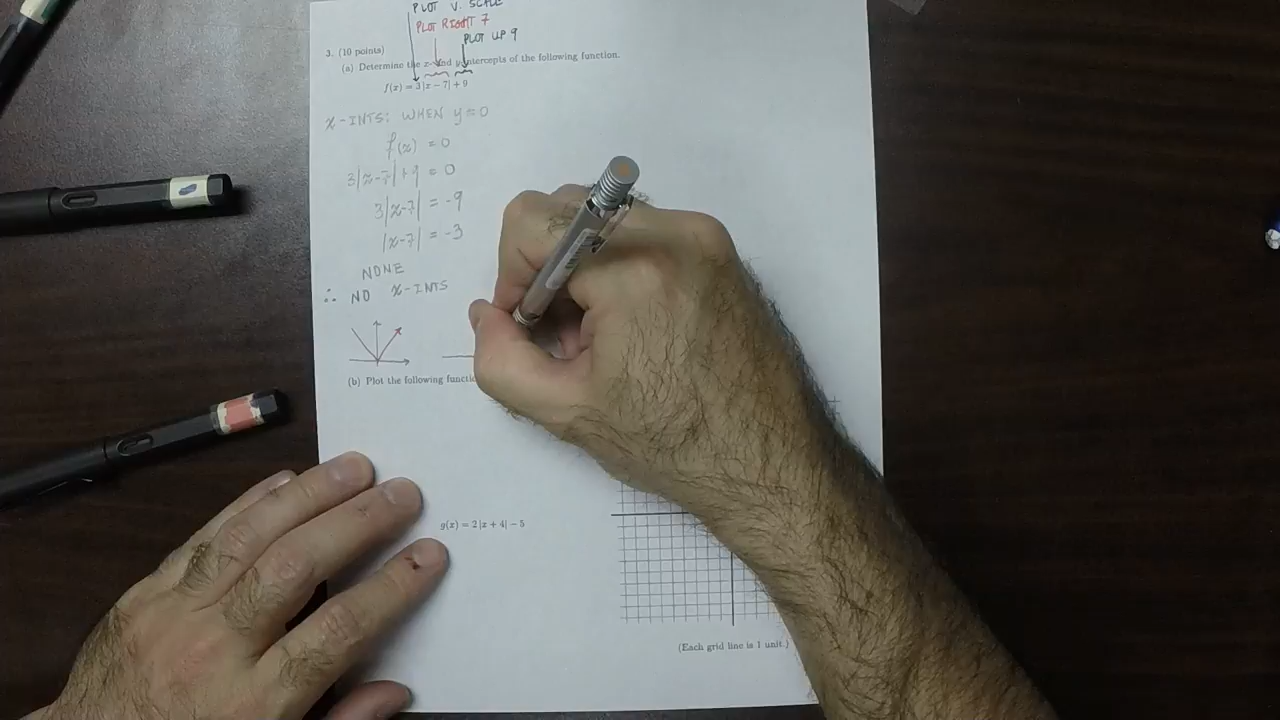 PLOT V. SCALE
PLOT RIGHT 7
PLOT UP 9
3. (10 points)
(a) Determine the x- and y-intercepts of the following function.
f(x) = 3|x − 7| + 9
x-INTS: WHEN y = 0
f(x) = 0
3|x-7| + 9 = 0
3|x-7| = -9
|x-7| = -3
NONE
∴ NO x-INTS
(b) Plot the following functio
g(x) = 2|x + 4| − 5
(Each grid line is 1 unit.)